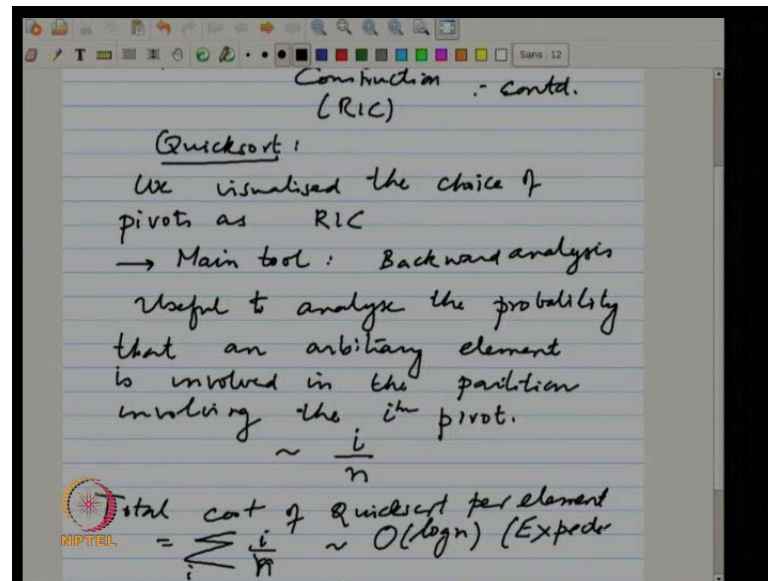 Sans 12
Construction :- contd.
(RIC)
Quicksort :
We visualised the choice of
pivots as RIC
→ Main tool : Backward analysis
Useful to analyse the probability
that an arbitrary element
is involved in the partition
involving the ith pivot.
~ i/n
Total cost of Quicksort per element
= Σ_i i/n ~ O(logn) (Expede
NPTEL